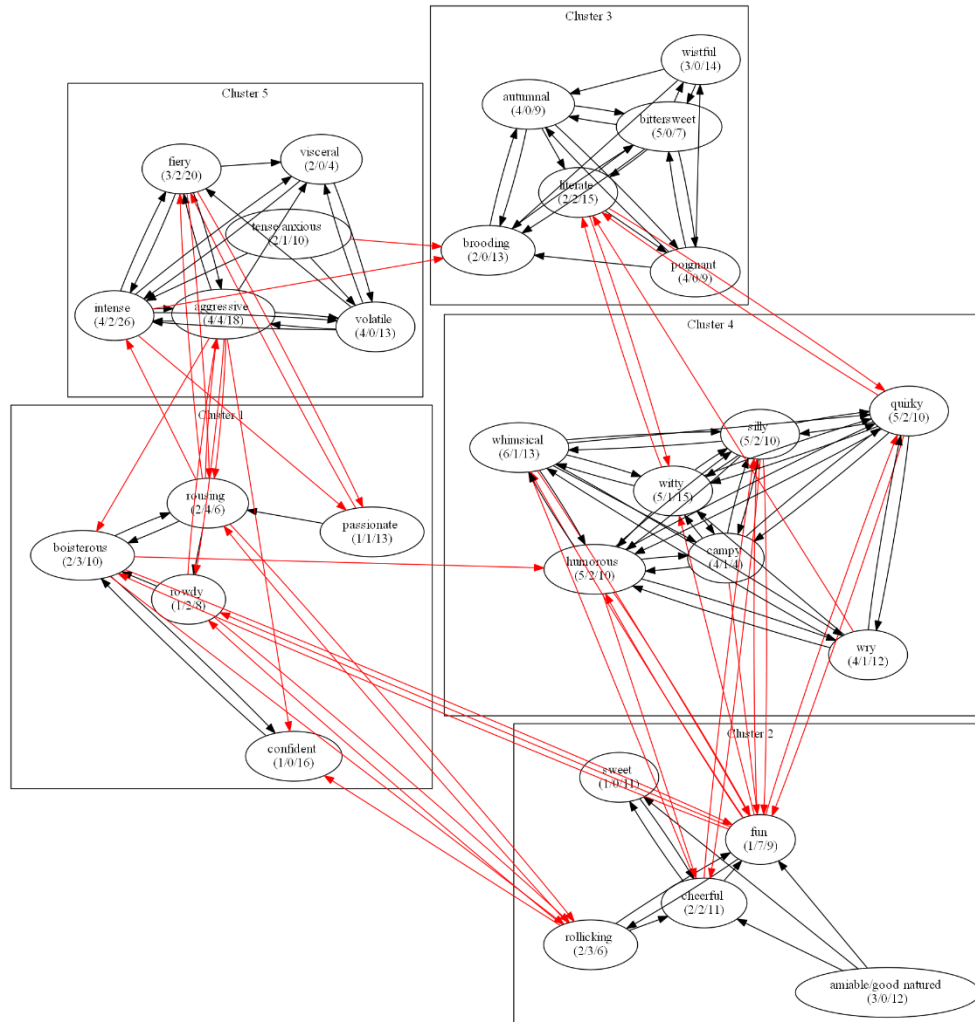 Cluster 3
wistful
(3/0/14)
autumnal
(4/0/9)
bittersweet
(5/0/7)
literate
(2/2/15)
brooding
(2/0/13)
poignant
(4/0/9)
Cluster 5
fiery
(3/2/20)
visceral
(2/0/4)
tense anxious
(2/1/10)
intense
(4/2/26)
aggressive
(4/4/18)
volatile
(4/0/13)
Cluster 4
quirky
(5/2/10)
silly
(5/2/10)
whimsical
(6/1/13)
witty
(5/1/15)
campy
(4/1/4)
humorous
(5/2/10)
wry
(4/1/12)
Cluster 1
rousing
(2/4/6)
passionate
(1/1/13)
boisterous
(2/3/10)
rowdy
(1/2/8)
confident
(1/0/16)
Cluster 2
sweet
(1/0/11)
fun
(1/7/9)
cheerful
(2/2/11)
rollicking
(2/3/6)
amiable/good natured
(3/0/12)